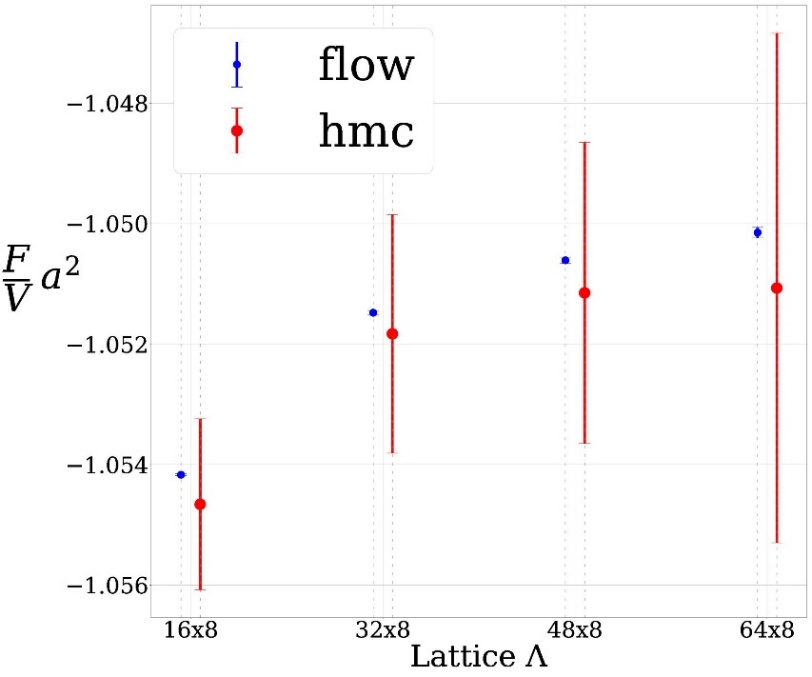 flow
hmc
−1.048
−1.050
−1.052
−1.054
−1.056
F/V a²
16x8 32x8 48x8 64x8
Lattice Λ